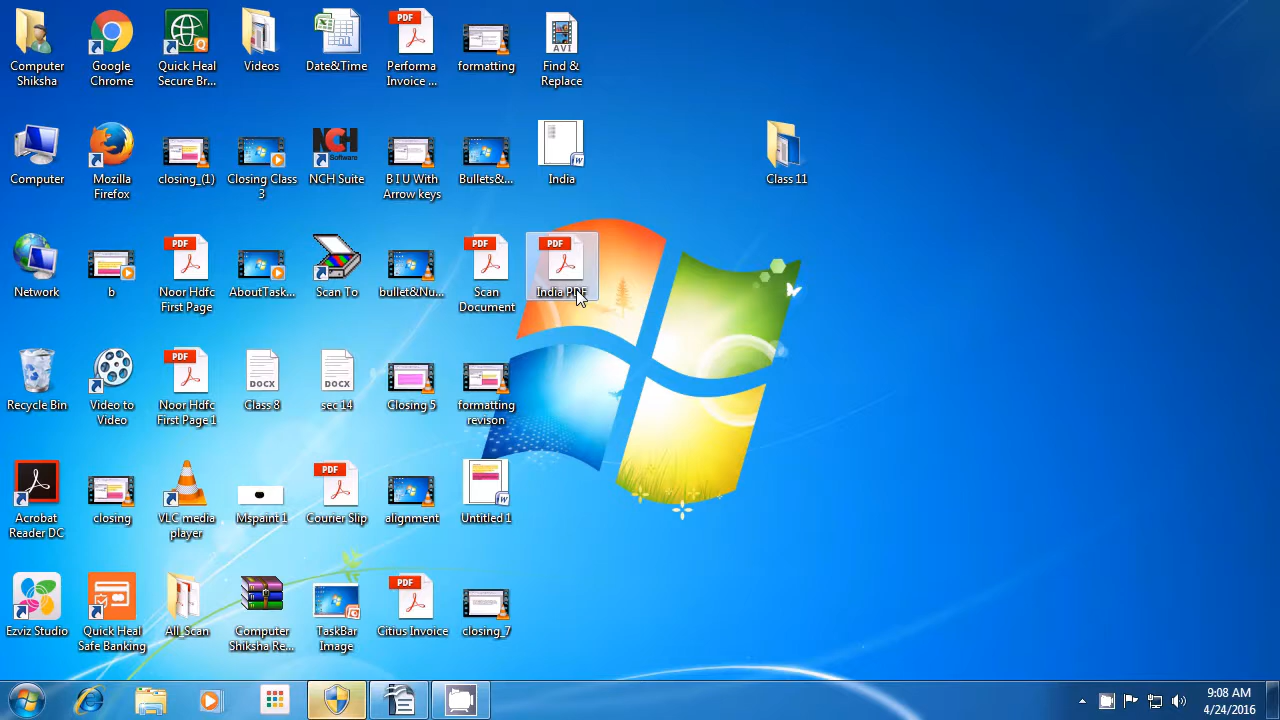 Computer
Shiksha
Google
Chrome
Quick Heal
Secure Br...
Videos
Date&Time
PDF
Performa
Invoice ...
formatting
AVI
Find &
Replace
Computer
Mozilla
Firefox
closing_(1)
Closing Class
3
NCH
Software
NCH Suite
B I U With
Arrow keys
Bullets&...
India
Class 11
Network
b
PDF
Noor Hdfc
First Page
AboutTask...
Scan To
bullet&Nu...
PDF
Scan
Document
PDF
India PDF
Recycle Bin
Video to
Video
PDF
Noor Hdfc
First Page 1
DOCX
Class 8
DOCX
sec 14
Closing 5
formatting
revison
Acrobat
Reader DC
closing
VLC media
player
Mspaint 1
PDF
Courier Slip
alignment
Untitled 1
Ezviz Studio
Quick Heal
Safe Banking
All_Scan
Computer
Shiksha Re...
TaskBar
Image
PDF
Citius Invoice
closing_7
9:08 AM
4/24/2016